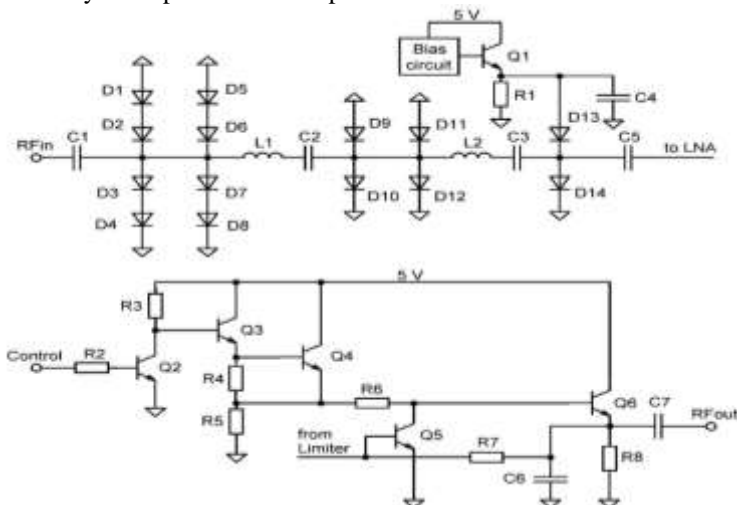 5 V
Bias
circuit
Q1
R1
C4
D1
D5
D2
D6
D9
D11
D13
RFin
C1
L1
C2
L2
C3
C5
to LNA
D3
D7
D10
D12
D14
D4
D8
5 V
R3
Q3
Q4
Control
R2
Q2
R4
R6
Q6
C7
RFout
R5
Q5
from
Limiter
R7
C6
R8